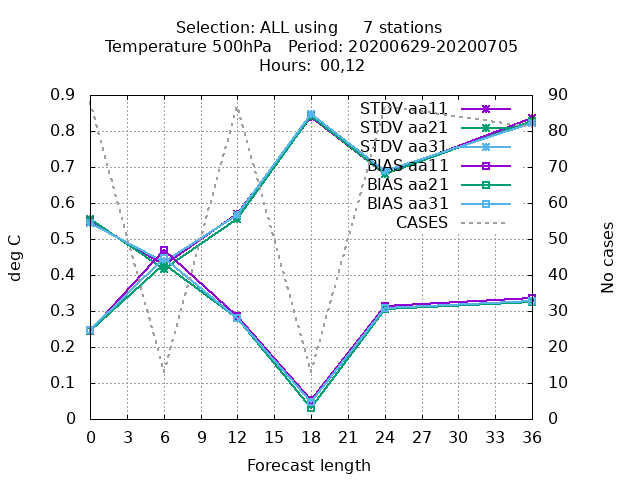 Selection: ALL using     7 stations
Temperature 500hPa   Period: 20200629-20200705
Hours:  00,12
0.9
0.8
0.7
0.6
0.5
0.4
0.3
0.2
0.1
0
90
80
70
60
50
40
30
20
10
0
STDV aa11
STDV aa21
STDV aa31
BIAS aa11
BIAS aa21
BIAS aa31
CASES
deg C
No cases
0 3 6 9 12 15 18 21 24 27 30 33 36
Forecast length